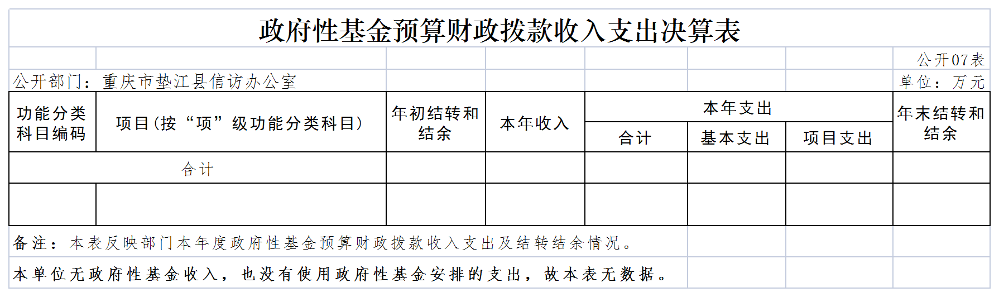 政府性基金预算财政拨款收入支出决算表
公开07表
公开部门：重庆市垫江县信访办公室
单位：万元
功能分类
科目编码
项目(按“项”级功能分类科目)
年初结转和
结余
本年收入
本年支出
合计
基本支出
项目支出
年末结转和
结余
合计
备注：本表反映部门本年度政府性基金预算财政拨款收入支出及结转结余情况。
本单位无政府性基金收入，也没有使用政府性基金安排的支出，故本表无数据。